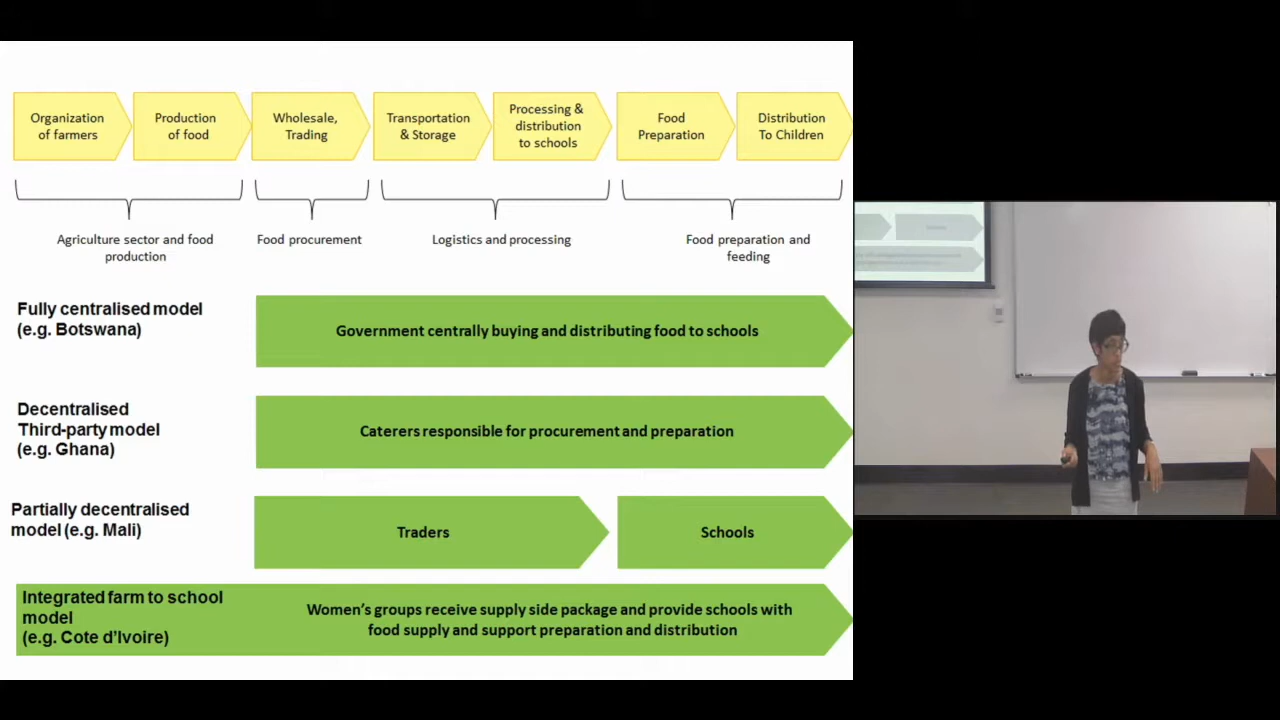 Organization
of farmers
Production
of food
Wholesale,
Trading
Transportation
& Storage
Processing &
distribution
to schools
Food
Preparation
Distribution
To Children
Agriculture sector and food
production
Food procurement
Logistics and processing
Food preparation and
feeding
Fully centralised model
(e.g. Botswana)
Government centrally buying and distributing food to schools
Decentralised
Third-party model
(e.g. Ghana)
Caterers responsible for procurement and preparation
Partially decentralised
model (e.g. Mali)
Traders
Schools
Integrated farm to school
model
(e.g. Cote d'Ivoire)
Women's groups receive supply side package and provide schools with
food supply and support preparation and distribution